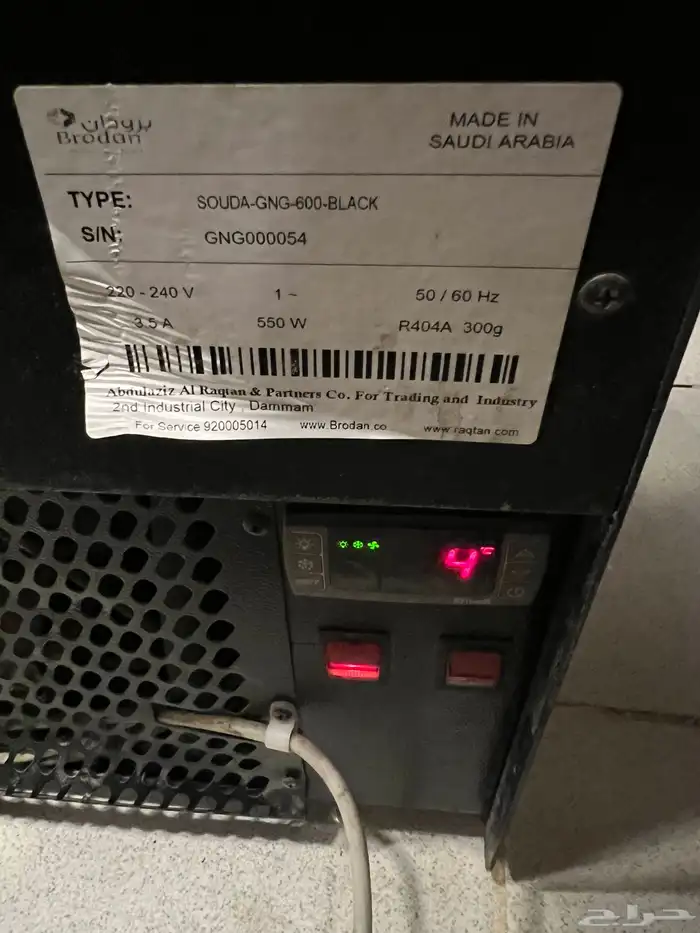 برودان
Brodan
MADE IN
SAUDI ARABIA
TYPE: SOUDA-GNG-600-BLACK
S/N: GNG000054
220 - 240 V 1 ~ 50 / 60 Hz
3.5 A 550 W R404A 300g
Abdulaziz Al Raqtan & Partners Co. For Trading and Industry
2nd Industrial City Dammam
For Service 920005014 www.Brodan.co www.raqtan.com
4 °C
حراج